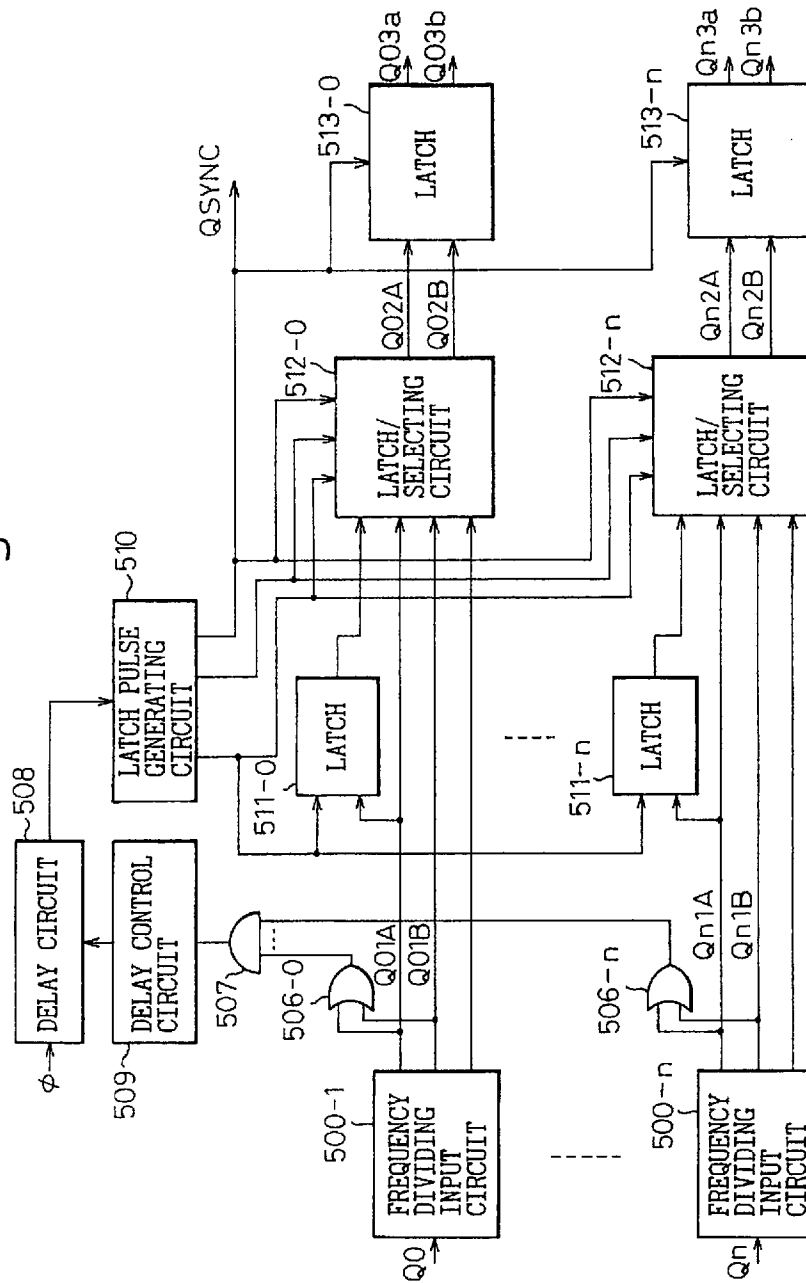 φ
DELAY CIRCUIT
508
509
DELAY CONTROL
CIRCUIT
LATCH PULSE
GENERATING
CIRCUIT
510
507
QSYNC
506-0
511-0
LATCH
500-1
Q0
FREQUENCY
DIVIDING
INPUT
CIRCUIT
Q01A
Q01B
512-0
LATCH/
SELECTING
CIRCUIT
Q02A
Q02B
513-0
LATCH
Q03a
Q03b
506-n
511-n
LATCH
500-n
Qn
FREQUENCY
DIVIDING
INPUT
CIRCUIT
Qn1A
Qn1B
512-n
LATCH/
SELECTING
CIRCUIT
Qn2A
Qn2B
513-n
LATCH
Qn3a
Qn3b